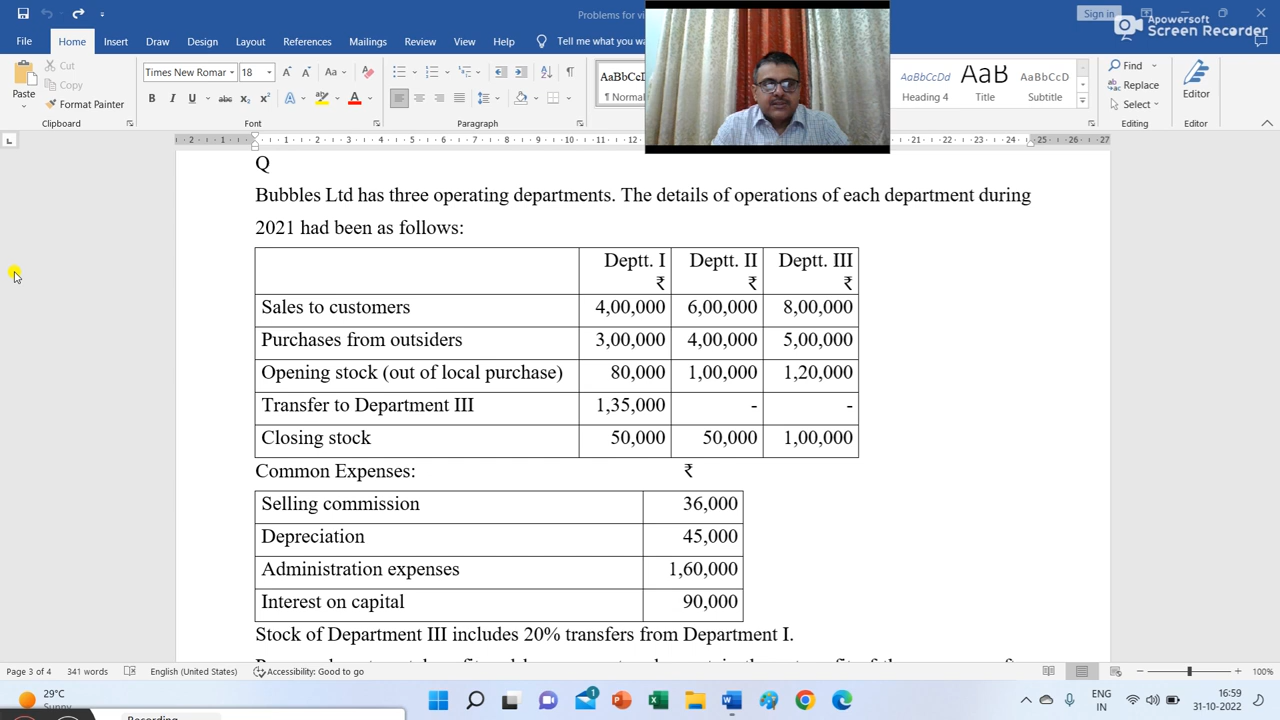 Sign in
Apowersoft
Screen Recorder
File Home Insert Draw Design Layout References Mailings Review View Help Tell me what you wa
Cut
Copy
Format Painter
Paste
Clipboard
Times New Romar 18
Font
Paragraph
AaBbCcDc
¶ Normal
AaBbCcDd
Heading 4
AaB
Title
AaBbCcD
Subtitle
Find
Replace
Select
Editing
Editor
Editor
Q
Bubbles Ltd has three operating departments. The details of operations of each department during
2021 had been as follows:
Deptt. I Deptt. II Deptt. III
₹ ₹ ₹
Sales to customers 4,00,000 6,00,000 8,00,000
Purchases from outsiders 3,00,000 4,00,000 5,00,000
Opening stock (out of local purchase) 80,000 1,00,000 1,20,000
Transfer to Department III 1,35,000 - -
Closing stock 50,000 50,000 1,00,000
Common Expenses: ₹
Selling commission 36,000
Depreciation 45,000
Administration expenses 1,60,000
Interest on capital 90,000
Stock of Department III includes 20% transfers from Department I.
Page 3 of 4 341 words English (United States) Accessibility: Good to go 100%
29°C
Sunny
Recording
ENG
IN
16:59
31-10-2022